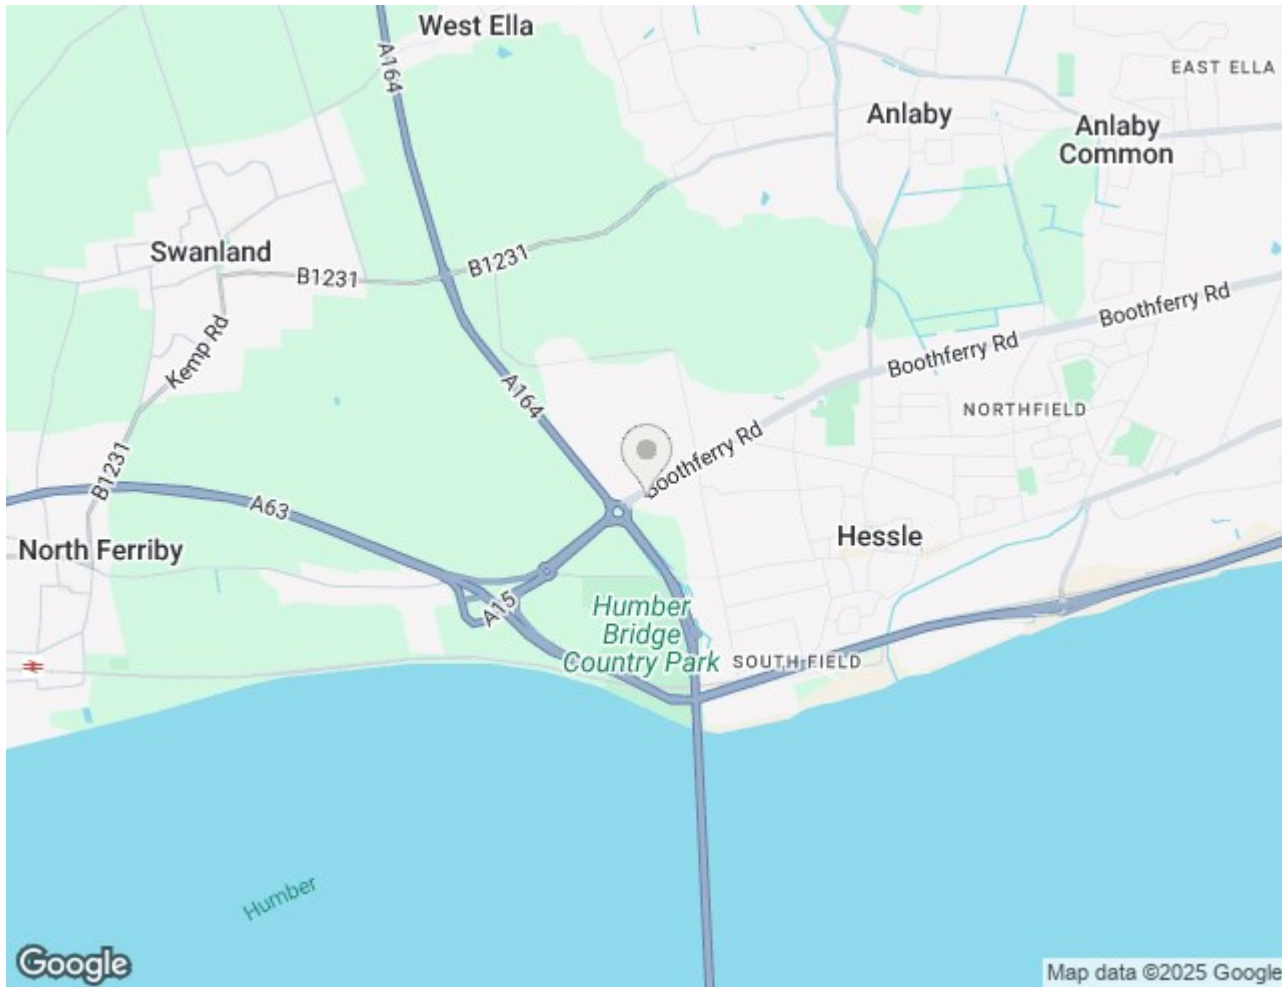 West Ella
A164
EAST ELLA
Anlaby
Anlaby
Common
Swanland
B1231
B1231
Boothferry Rd
Kemp Rd
Boothferry Rd
A164
NORTHFIELD
Boothferry Rd
B1231
A63
North Ferriby
Hessle
A15
Humber
Bridge
Country Park
SOUTH FIELD
Humber
Google
Map data ©2025 Google